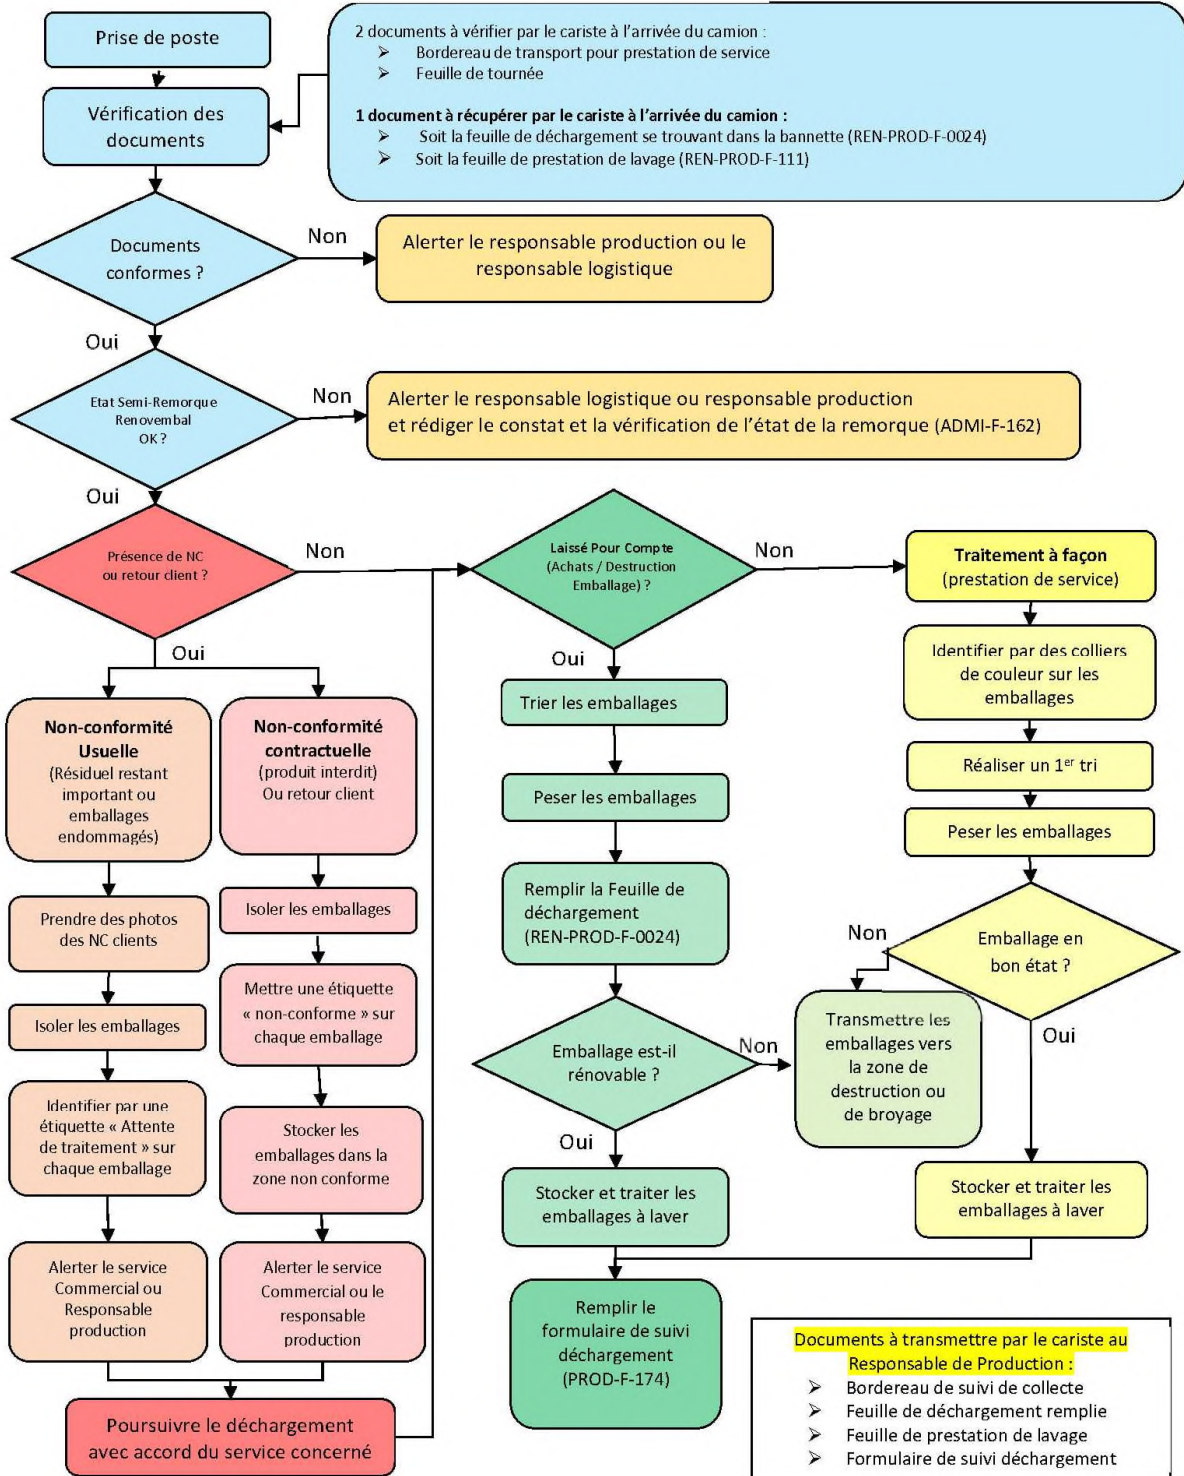 Prise de poste
2 documents à vérifier par le cariste à l'arrivée du camion :
➢ Bordereau de transport pour prestation de service
➢ Feuille de tournée
1 document à récupérer par le cariste à l'arrivée du camion :
➢ Soit la feuille de déchargement se trouvant dans la bannette (REN-PROD-F-0024)
➢ Soit la feuille de prestation de lavage (REN-PROD-F-111)
Vérification des
documents
Documents
conformes ?
Non
Alerter le responsable production ou le
responsable logistique
Oui
Etat Semi-Remorque
Renovembal
OK ?
Non
Alerter le responsable logistique ou responsable production
et rédiger le constat et la vérification de l'état de la remorque (ADMI-F-162)
Oui
Présence de NC
ou retour client ?
Non
Oui
Non-conformité
Usuelle
(Résiduel restant
important ou
emballages
endommagés)
Prendre des photos
des NC clients
Isoler les emballages
Identifier par une
étiquette « Attente
de traitement » sur
chaque emballage
Alerter le service
Commercial ou
Responsable
production
Non-conformité
contractuelle
(produit interdit)
Ou retour client
Isoler les emballages
Mettre une étiquette
« non-conforme » sur
chaque emballage
Stocker les
emballages dans la
zone non conforme
Alerter le service
Commercial ou le
responsable
production
Poursuivre le déchargement
avec accord du service concerné
Laissé Pour Compte
(Achats / Destruction
Emballage) ?
Non
Oui
Trier les emballages
Peser les emballages
Remplir la Feuille de
déchargement
(REN-PROD-F-0024)
Emballage est-il
rénovable ?
Non
Oui
Stocker et traiter les
emballages à laver
Remplir le
formulaire de suivi
déchargement
(PROD-F-174)
Traitement à façon
(prestation de service)
Identifier par des colliers
de couleur sur les
emballages
Réaliser un 1er tri
Peser les emballages
Emballage en
bon état ?
Non
Transmettre les
emballages vers
la zone de
destruction ou
de broyage
Oui
Stocker et traiter les
emballages à laver
Documents à transmettre par le cariste au
Responsable de Production :
➢ Bordereau de suivi de collecte
➢ Feuille de déchargement remplie
➢ Feuille de prestation de lavage
➢ Formulaire de suivi déchargement